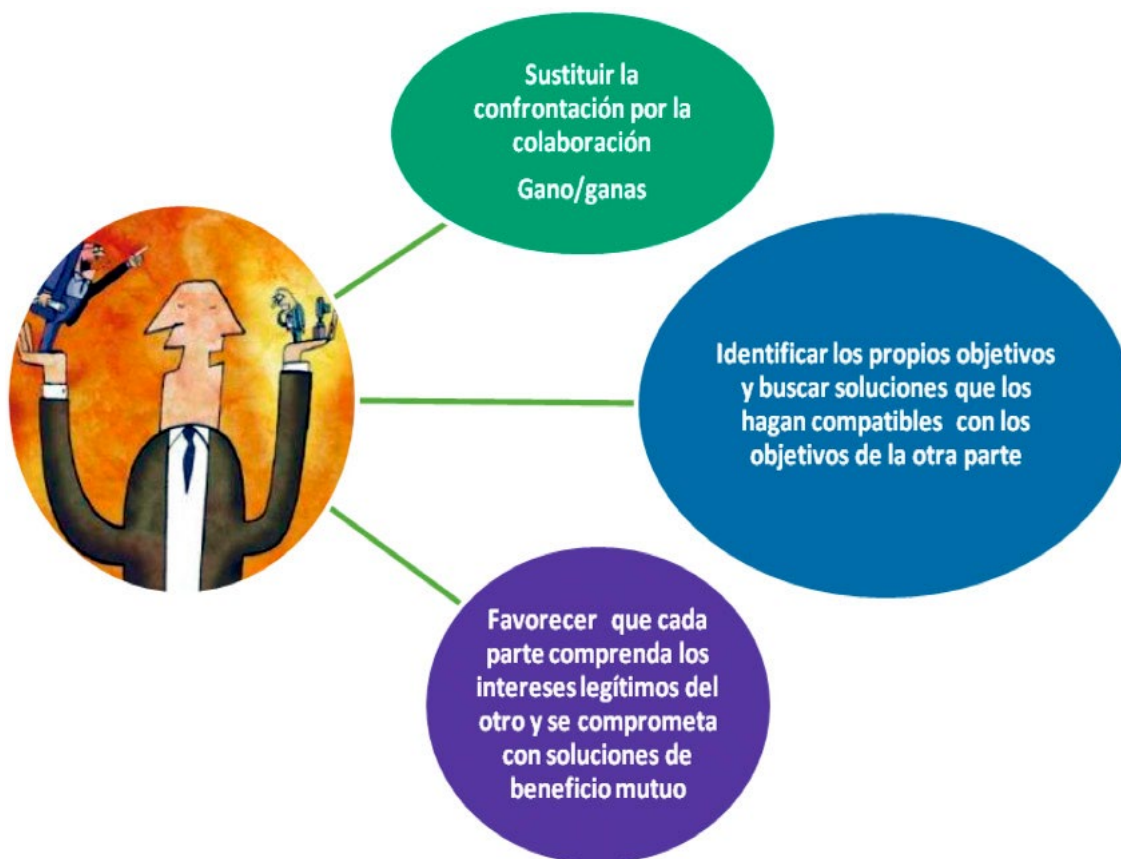 Sustituir la
confrontación por la
colaboración
Gano/ganas
Identificar los propios objetivos
y buscar soluciones que los
hagan compatibles con los
objetivos de la otra parte
Favorecer que cada
parte comprenda los
intereses legítimos del
otro y se comprometa
con soluciones de
beneficio mutuo